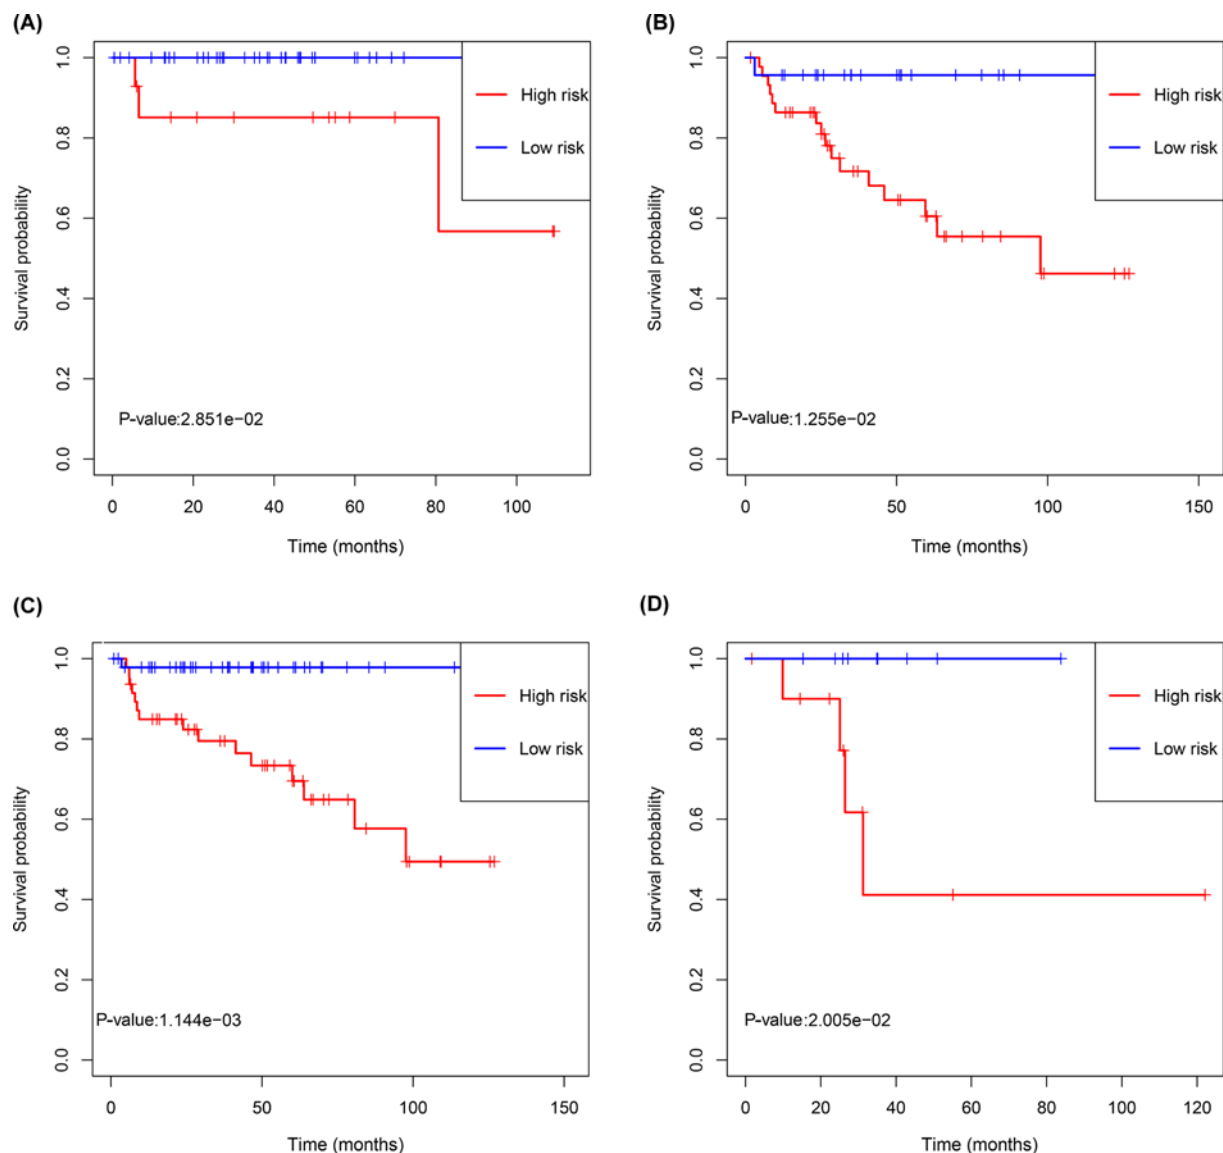 (A)
Survival probability
1.0
0.8
0.6
0.4
0.2
0.0
High risk
Low risk
P-value:2.851e−02
0 20 40 60 80 100
Time (months)
(B)
Survival probability
1.0
0.8
0.6
0.4
0.2
0.0
High risk
Low risk
P-value:1.255e−02
0 50 100 150
Time (months)
(C)
Survival probability
1.0
0.8
0.6
0.4
0.2
0.0
High risk
Low risk
P-value:1.144e−03
0 50 100 150
Time (months)
(D)
Survival probability
1.0
0.8
0.6
0.4
0.2
0.0
High risk
Low risk
P-value:2.005e−02
0 20 40 60 80 100 120
Time (months)